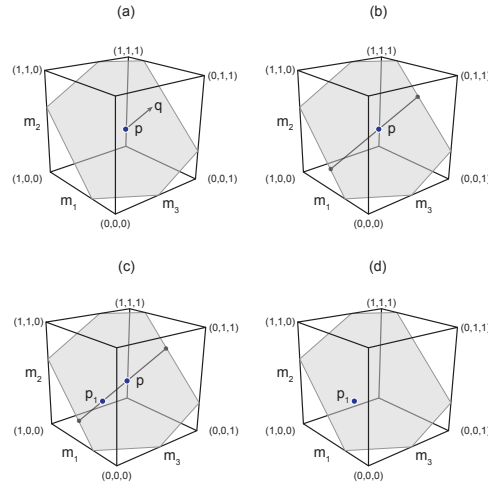 (a)
(1,1,1)
(1,1,0)
(0,1,1)
q
p
m2
(1,0,0)
(0,0,1)
m1
m3
(0,0,0)
(b)
(1,1,1)
(1,1,0)
(0,1,1)
p
m2
(1,0,0)
(0,0,1)
m1
m3
(0,0,0)
(c)
(1,1,1)
(1,1,0)
(0,1,1)
m2
p
p1
(1,0,0)
(0,0,1)
m1
m3
(0,0,0)
(d)
(1,1,1)
(1,1,0)
(0,1,1)
m2
p1
(1,0,0)
(0,0,1)
m1
m3
(0,0,0)